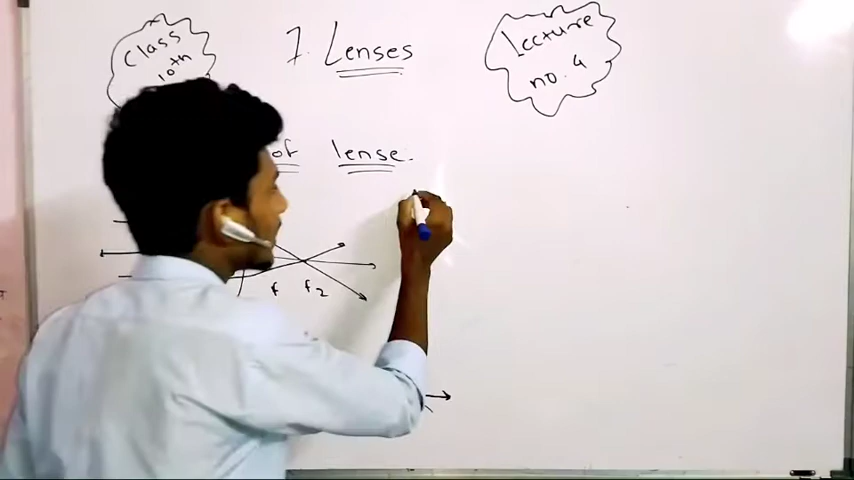 Class
10th
7. Lenses
Lecture
no. 4
of lense.
f f2